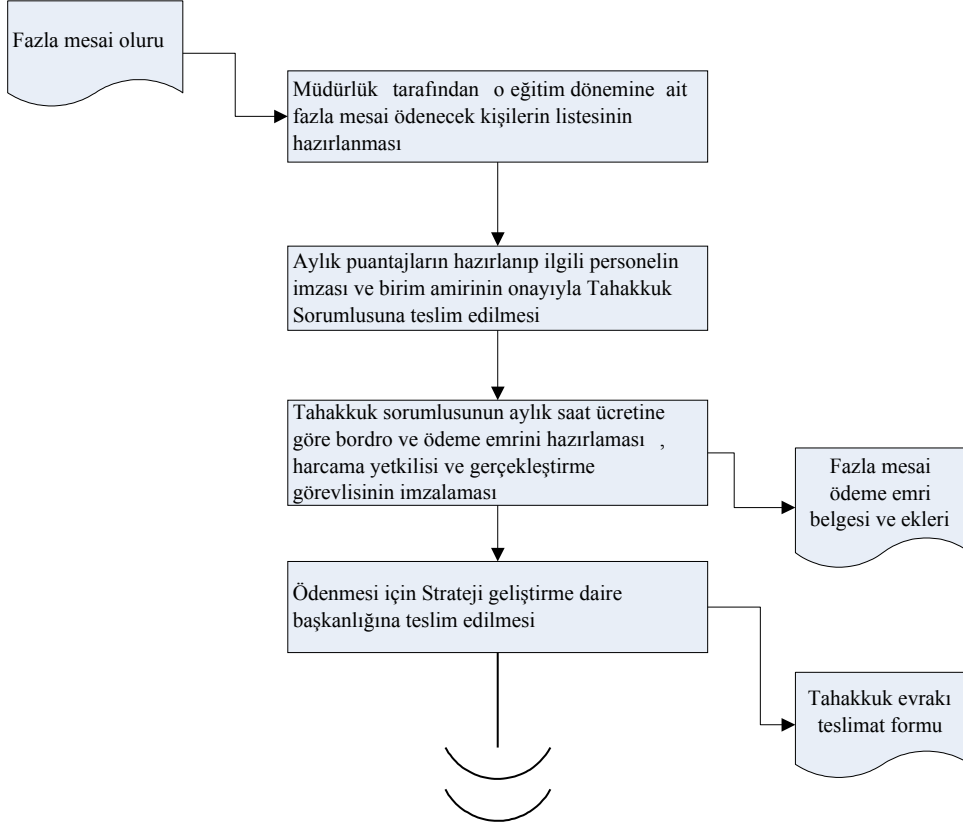 Fazla mesai oluru
Müdürlük tarafından o eğitim dönemine ait
fazla mesai ödenecek kişilerin listesinin
hazırlanması
Aylık puantajların hazırlanıp ilgili personelin
imzası ve birim amirinin onayıyla Tahakkuk
Sorumlusuna teslim edilmesi
Tahakkuk sorumlusunun aylık saat ücretine
göre bordro ve ödeme emrini hazırlaması ,
harcama yetkilisi ve gerçekleştirme
görevlisinin imzalaması
Fazla mesai
ödeme emri
belgesi ve ekleri
Ödenmesi için Strateji geliştirme daire
başkanlığına teslim edilmesi
Tahakkuk evrakı
teslimat formu